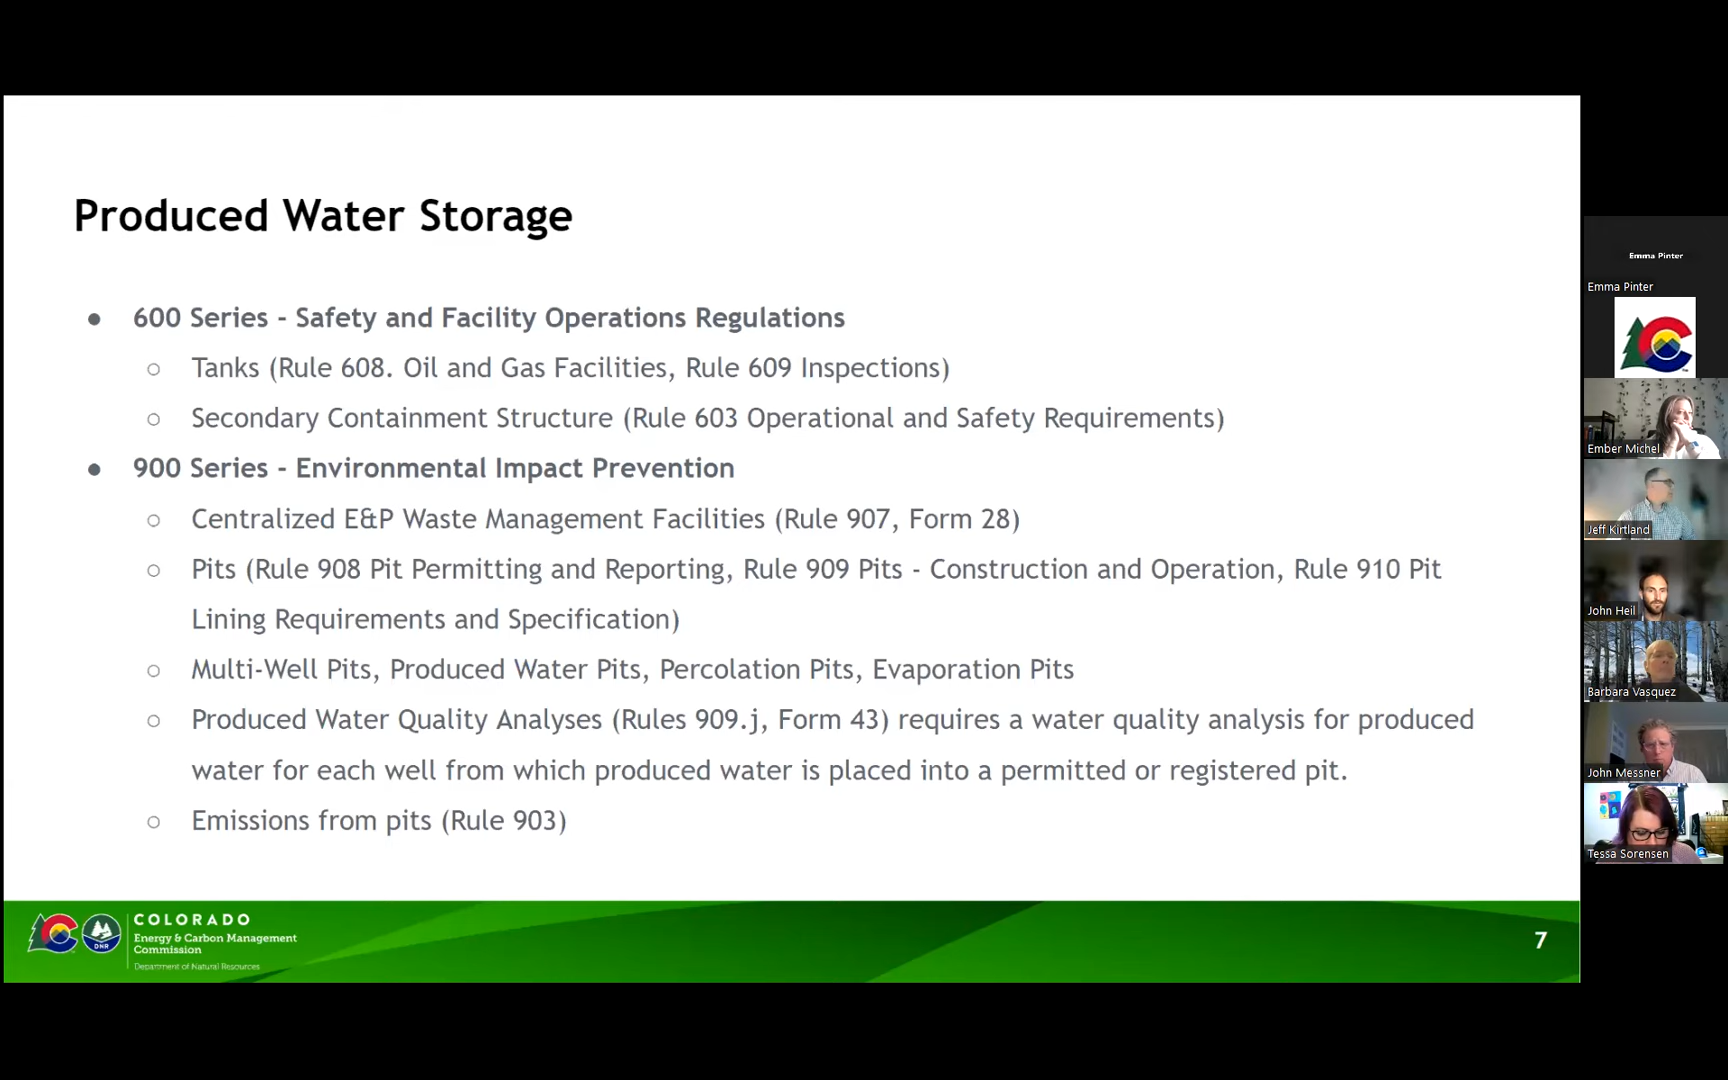 Produced Water Storage
● 600 Series - Safety and Facility Operations Regulations
○ Tanks (Rule 608. Oil and Gas Facilities, Rule 609 Inspections)
○ Secondary Containment Structure (Rule 603 Operational and Safety Requirements)
● 900 Series - Environmental Impact Prevention
○ Centralized E&P Waste Management Facilities (Rule 907, Form 28)
○ Pits (Rule 908 Pit Permitting and Reporting, Rule 909 Pits - Construction and Operation, Rule 910 Pit
Lining Requirements and Specification)
○ Multi-Well Pits, Produced Water Pits, Percolation Pits, Evaporation Pits
○ Produced Water Quality Analyses (Rules 909.j, Form 43) requires a water quality analysis for produced
water for each well from which produced water is placed into a permitted or registered pit.
○ Emissions from pits (Rule 903)
DNR
COLORADO
Energy & Carbon Management
Commission
Department of Natural Resources
7
Emma Pinter
Emma Pinter
Ember Michel
Jeff Kirtland
John Heil
Barbara Vasquez
John Messner
Tessa Sorensen